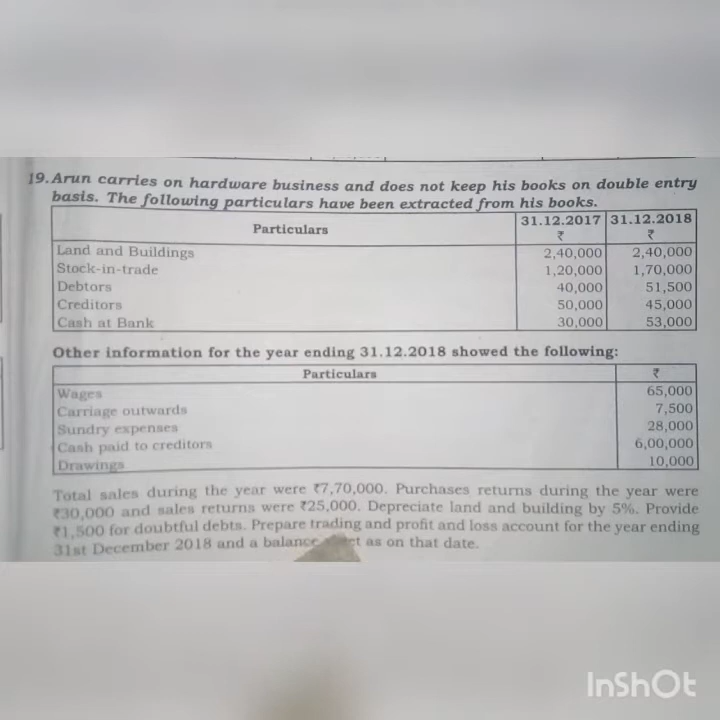 19. Arun carries on hardware business and does not keep his books on double entry
basis. The following particulars have been extracted from his books.
Particulars 31.12.2017 31.12.2018
₹ ₹
Land and Buildings 2,40,000 2,40,000
Stock-in-trade 1,20,000 1,70,000
Debtors 40,000 51,500
Creditors 50,000 45,000
Cash at Bank 30,000 53,000
Other information for the year ending 31.12.2018 showed the following:
Particulars ₹
Wages 65,000
Carriage outwards 7,500
Sundry expenses 28,000
Cash paid to creditors 6,00,000
Drawings 10,000
Total sales during the year were ₹7,70,000. Purchases returns during the year were
₹30,000 and sales returns were ₹25,000. Depreciate land and building by 5%. Provide
₹1,500 for doubtful debts. Prepare trading and profit and loss account for the year ending
31st December 2018 and a balance as on that date.
InShOt